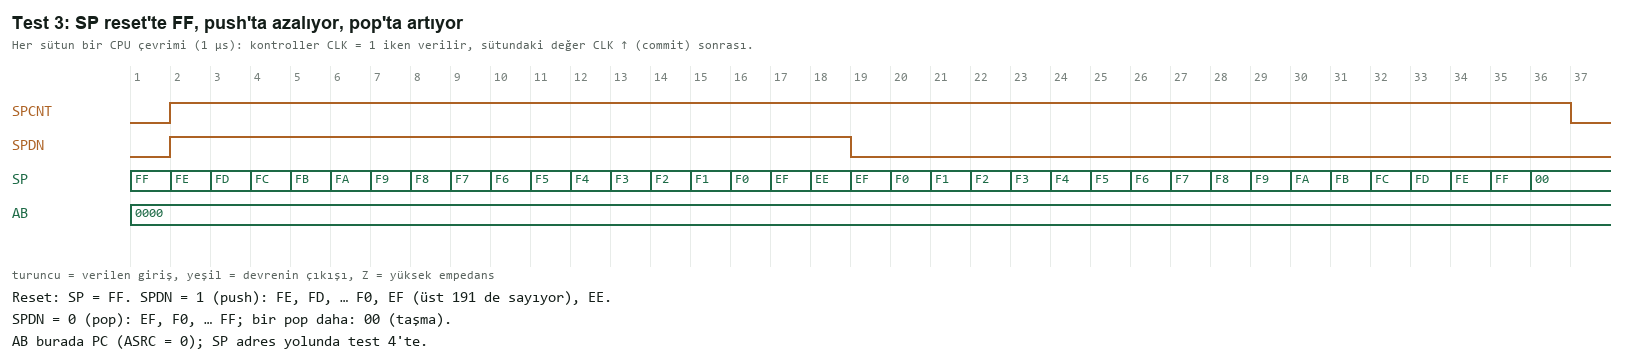 Test 3: SP reset'te FF, push'ta azalıyor, pop'ta artıyor
Her sütun bir CPU çevrimi (1 µs): kontroller CLK = 1 iken verilir, sütundaki değer CLK ↑ (commit) sonrası.
1 2 3 4 5 6 7 8 9 10 11 12 13 14 15 16 17 18 19 20 21 22 23 24 25 26 27 28 29 30 31 32 33 34 35 36 37
SPCNT
SPDN
SP FF FE FD FC FB FA F9 F8 F7 F6 F5 F4 F3 F2 F1 F0 EF EE EF F0 F1 F2 F3 F4 F5 F6 F7 F8 F9 FA FB FC FD FE FF 00
AB 0000
turuncu = verilen giriş, yeşil = devrenin çıkışı, Z = yüksek empedans
Reset: SP = FF. SPDN = 1 (push): FE, FD, … F0, EF (üst 191 de sayıyor), EE.
SPDN = 0 (pop): EF, F0, … FF; bir pop daha: 00 (taşma).
AB burada PC (ASRC = 0); SP adres yolunda test 4'te.